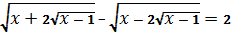 √(x + 2√(x − 1)) - √(x − 2√(x − 1)) = 2